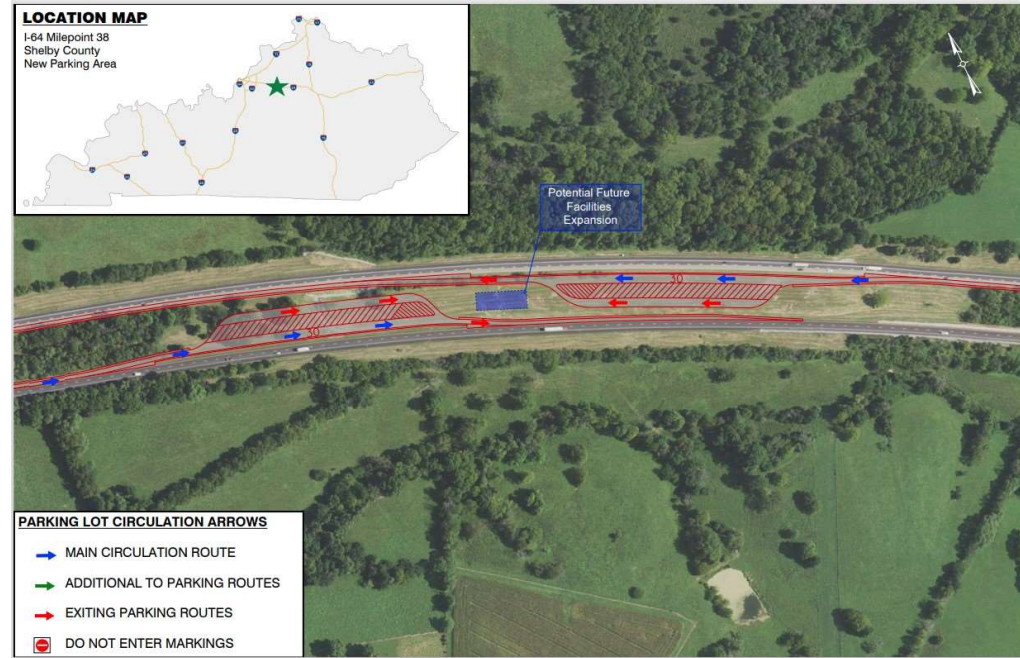 LOCATION MAP
I-64 Milepoint 38
Shelby County
New Parking Area
Potential Future
Facilities
Expansion
30
30
PARKING LOT CIRCULATION ARROWS
MAIN CIRCULATION ROUTE
ADDITIONAL TO PARKING ROUTES
EXITING PARKING ROUTES
DO NOT ENTER MARKINGS